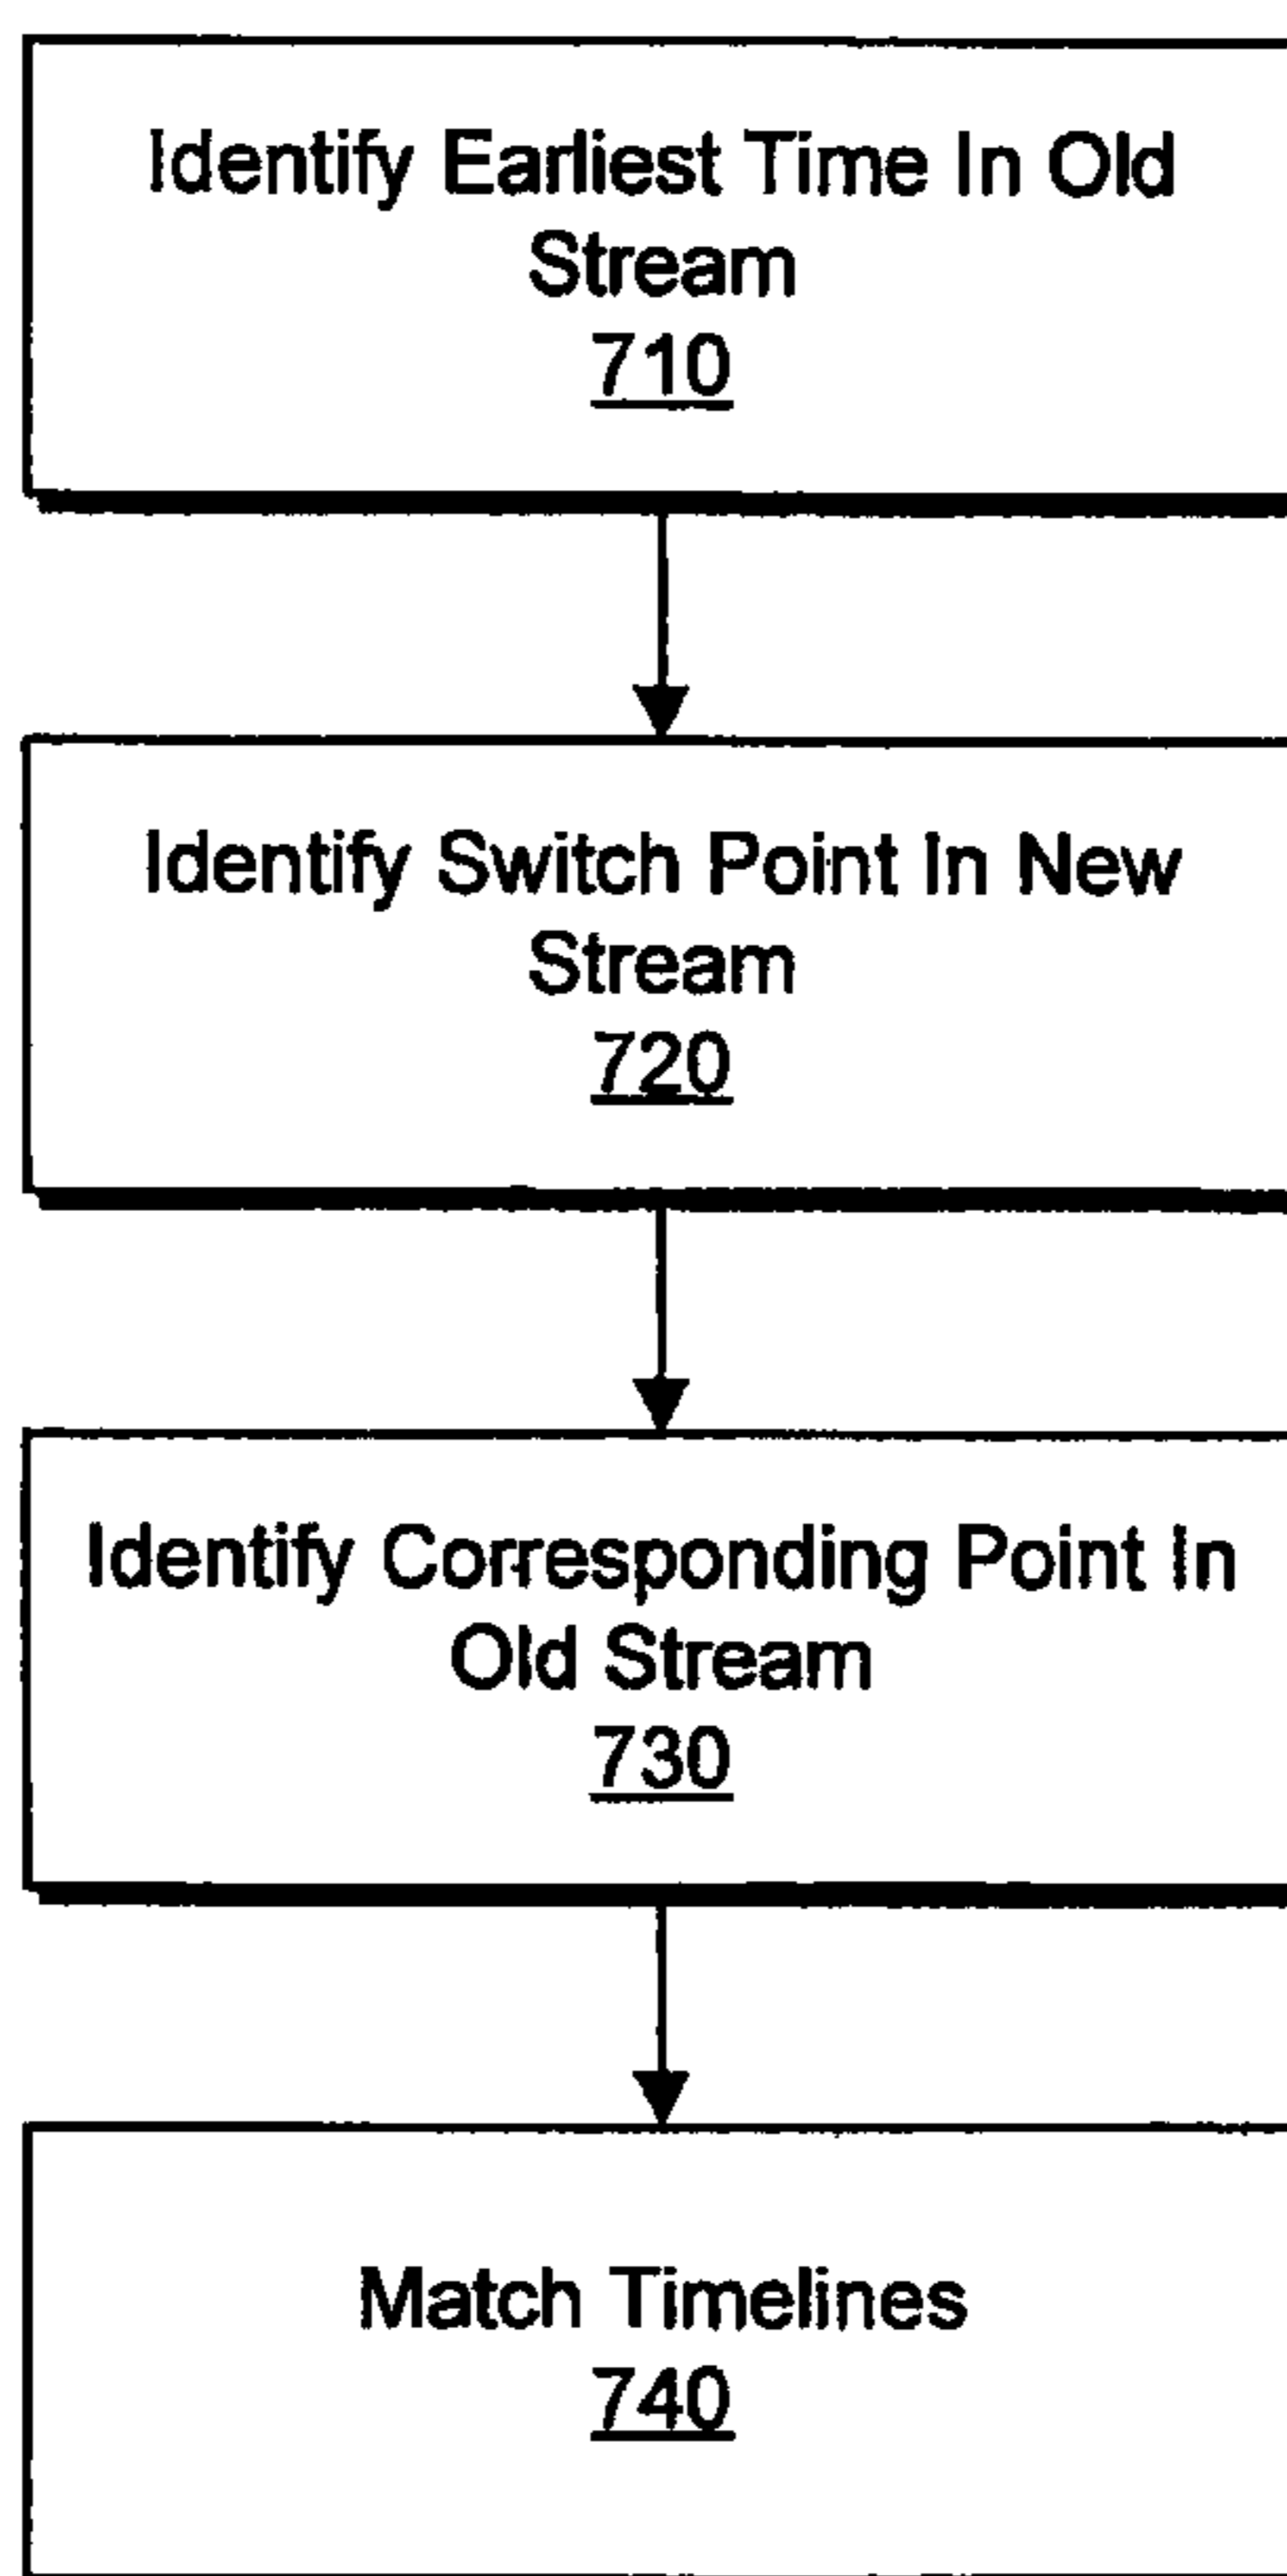 Identify Earliest Time In Old
Stream
710
Identify Switch Point In New
Stream
720
Identify Corresponding Point In
Old Stream
730
Match Timelines
740